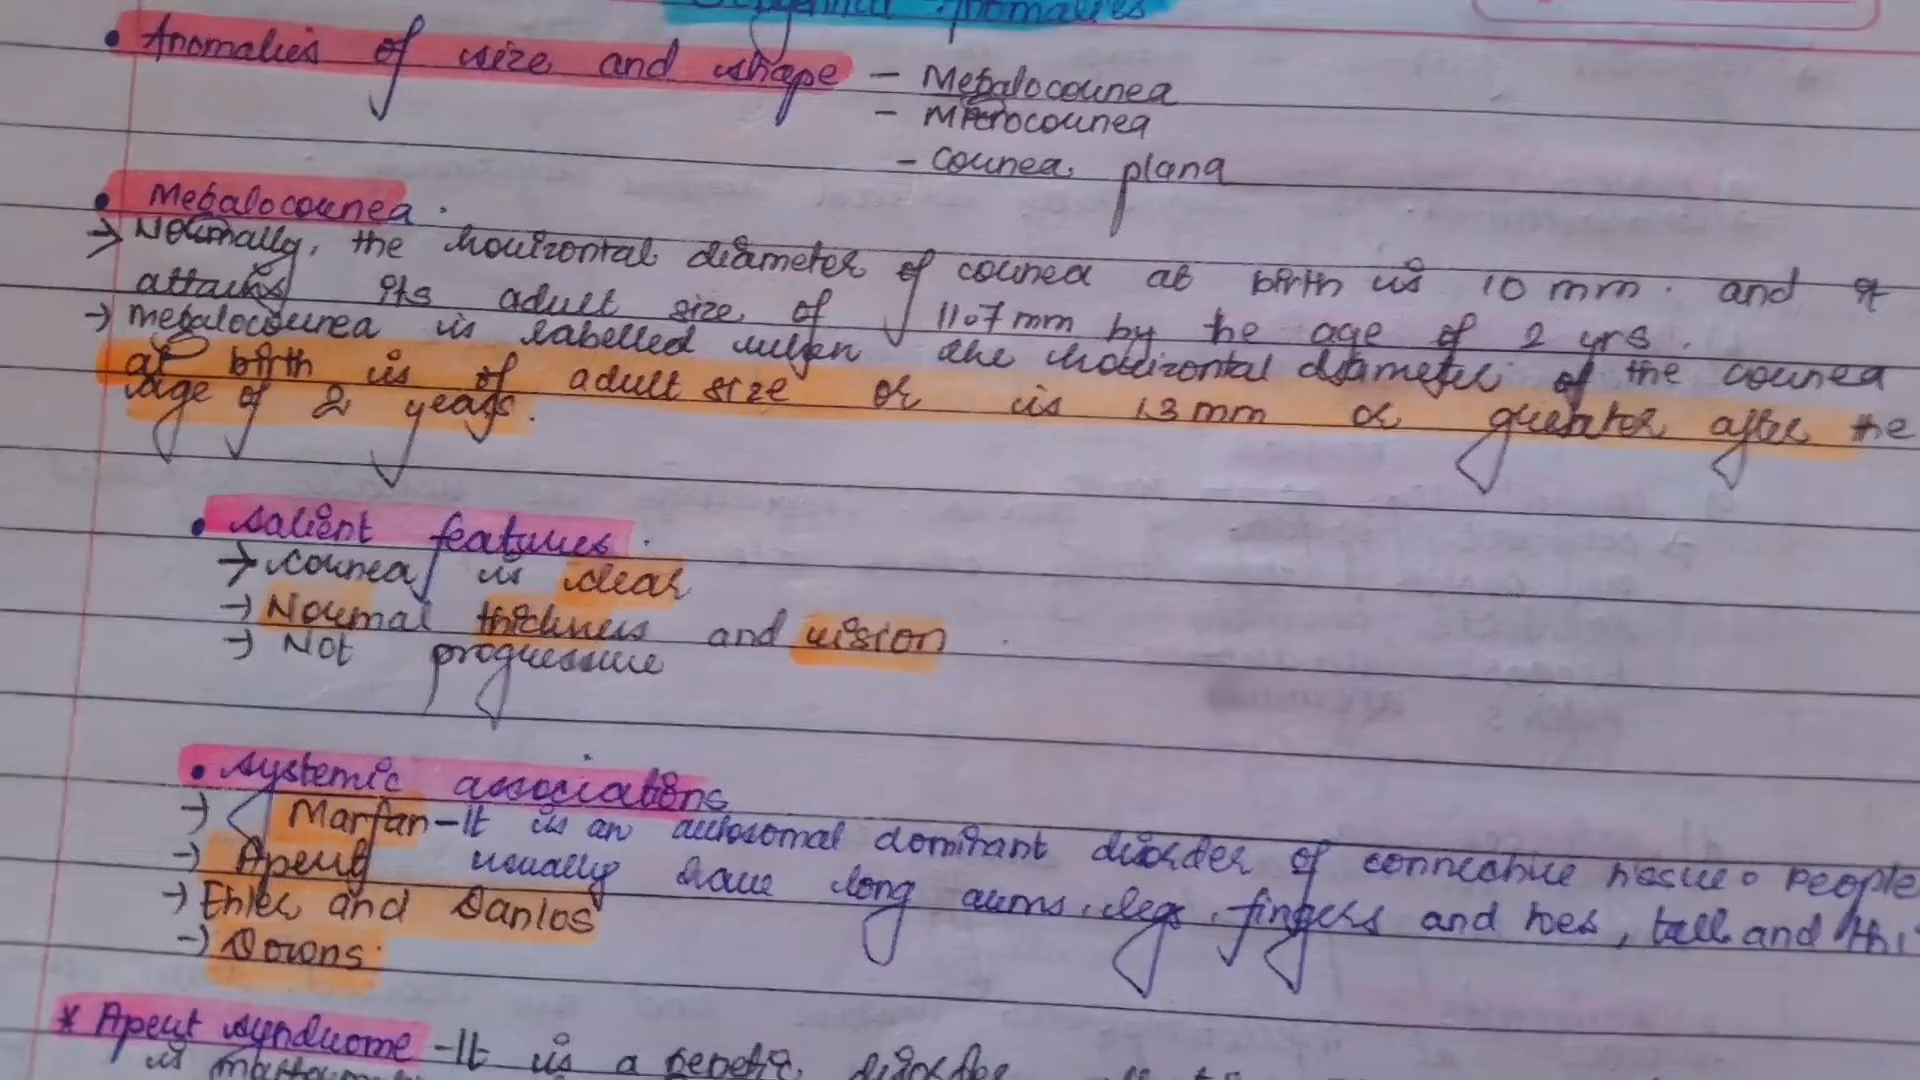 Congenital Anomalies
• Anomalies of size and shape - Megalocornea
- Microcornea
- Cornea plana
• Megalocornea.
→ Normally, the horizontal diameter of cornea at birth is 10 mm. and it
attains its adult size of 11.7 mm by the age of 2 yrs.
→ Megalocornea is labelled when the horizontal diameter of the cornea
at birth is of adult size or is 13 mm or greater after the
age of 2 years.
• Salient features.
→ Cornea is clear
→ Normal thickness and vision
→ Not progressive
• Systemic associations
→ Marfan - It is an autosomal dominant disorder of connective tissue. People
→ Apert usually have long arms, legs, fingers and toes, tall and thi
→ Ehler and Danlos
→ Downs.
* Apert syndrome - It is a genetic disorder
is